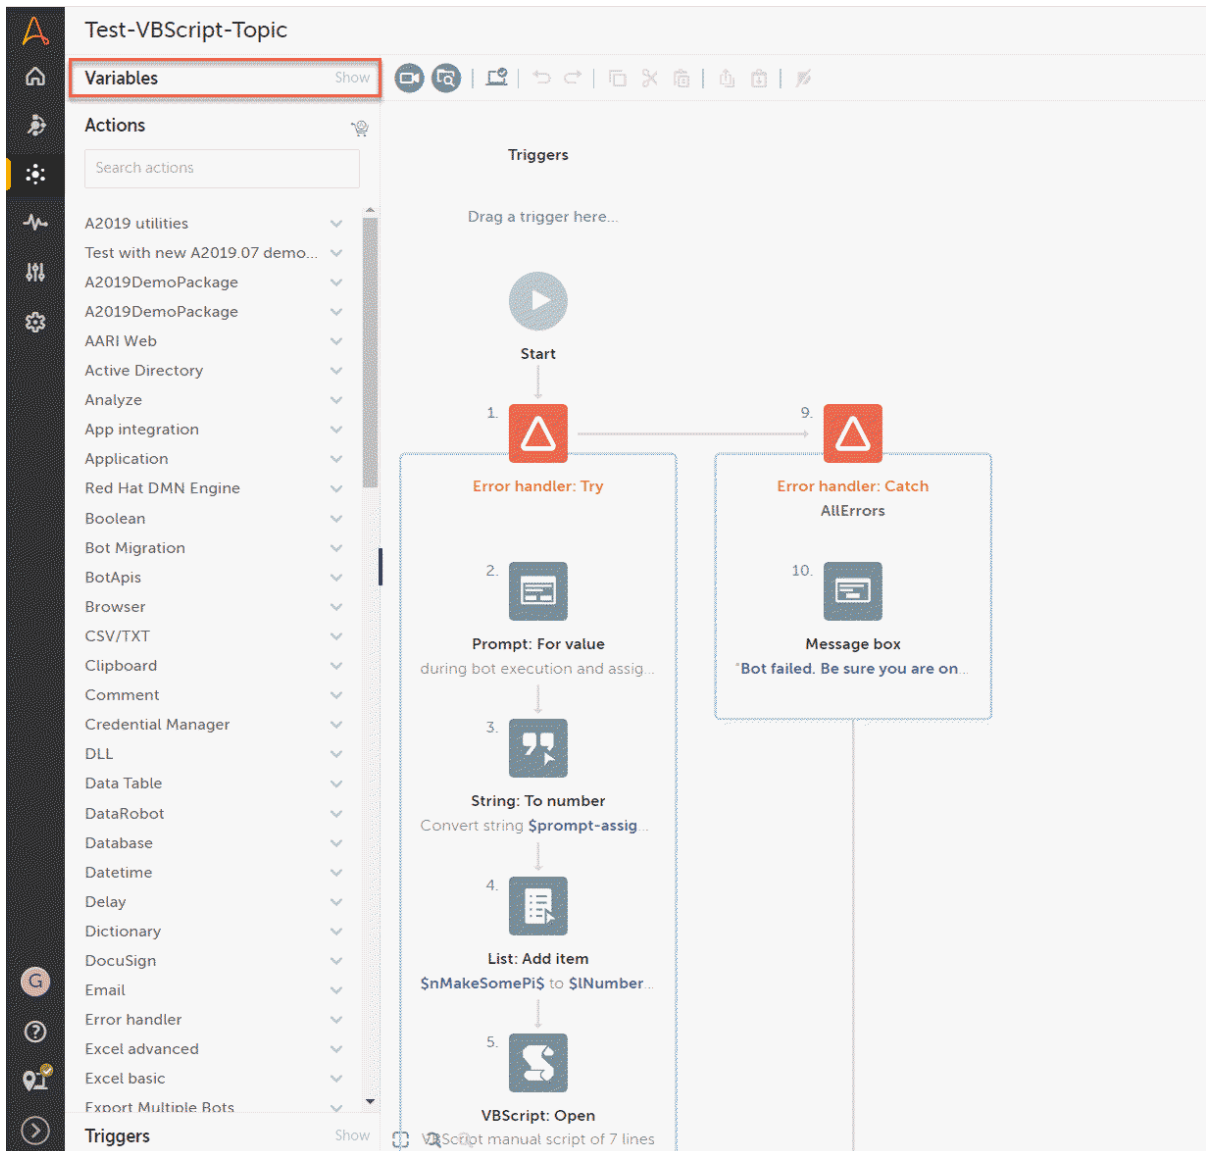 Test-VBScript-Topic
Variables
Show
Actions
Search actions
A2019 utilities
Test with new A2019.07 demo...
A2019DemoPackage
A2019DemoPackage
AARI Web
Active Directory
Analyze
App integration
Application
Red Hat DMN Engine
Boolean
Bot Migration
BotApis
Browser
CSV/TXT
Clipboard
Comment
Credential Manager
DLL
Data Table
DataRobot
Database
Datetime
Delay
Dictionary
DocuSign
Email
Error handler
Excel advanced
Excel basic
Export Multiple Bots
Triggers
Show
G
Triggers
Drag a trigger here...
Start
1.
Error handler: Try
2.
Prompt: For value
during bot execution and assig...
3.
String: To number
Convert string $prompt-assig...
4.
List: Add item
$nMakeSomePi$ to $lNumber...
5.
VBScript: Open
VBScript manual script of 7 lines
9.
Error handler: Catch
AllErrors
10.
Message box
"Bot failed. Be sure you are on...